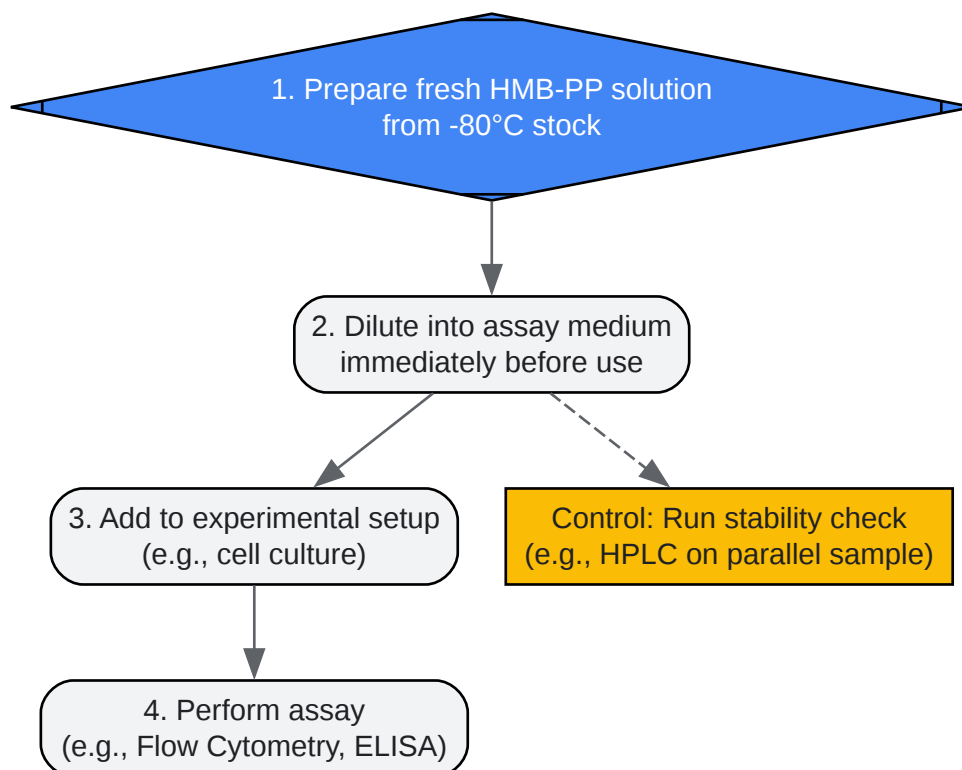 1. Prepare fresh HMB-PP solution
from -80°C stock
2. Dilute into assay medium
immediately before use
3. Add to experimental setup
(e.g., cell culture)
Control: Run stability check
(e.g., HPLC on parallel sample)
4. Perform assay
(e.g., Flow Cytometry, ELISA)